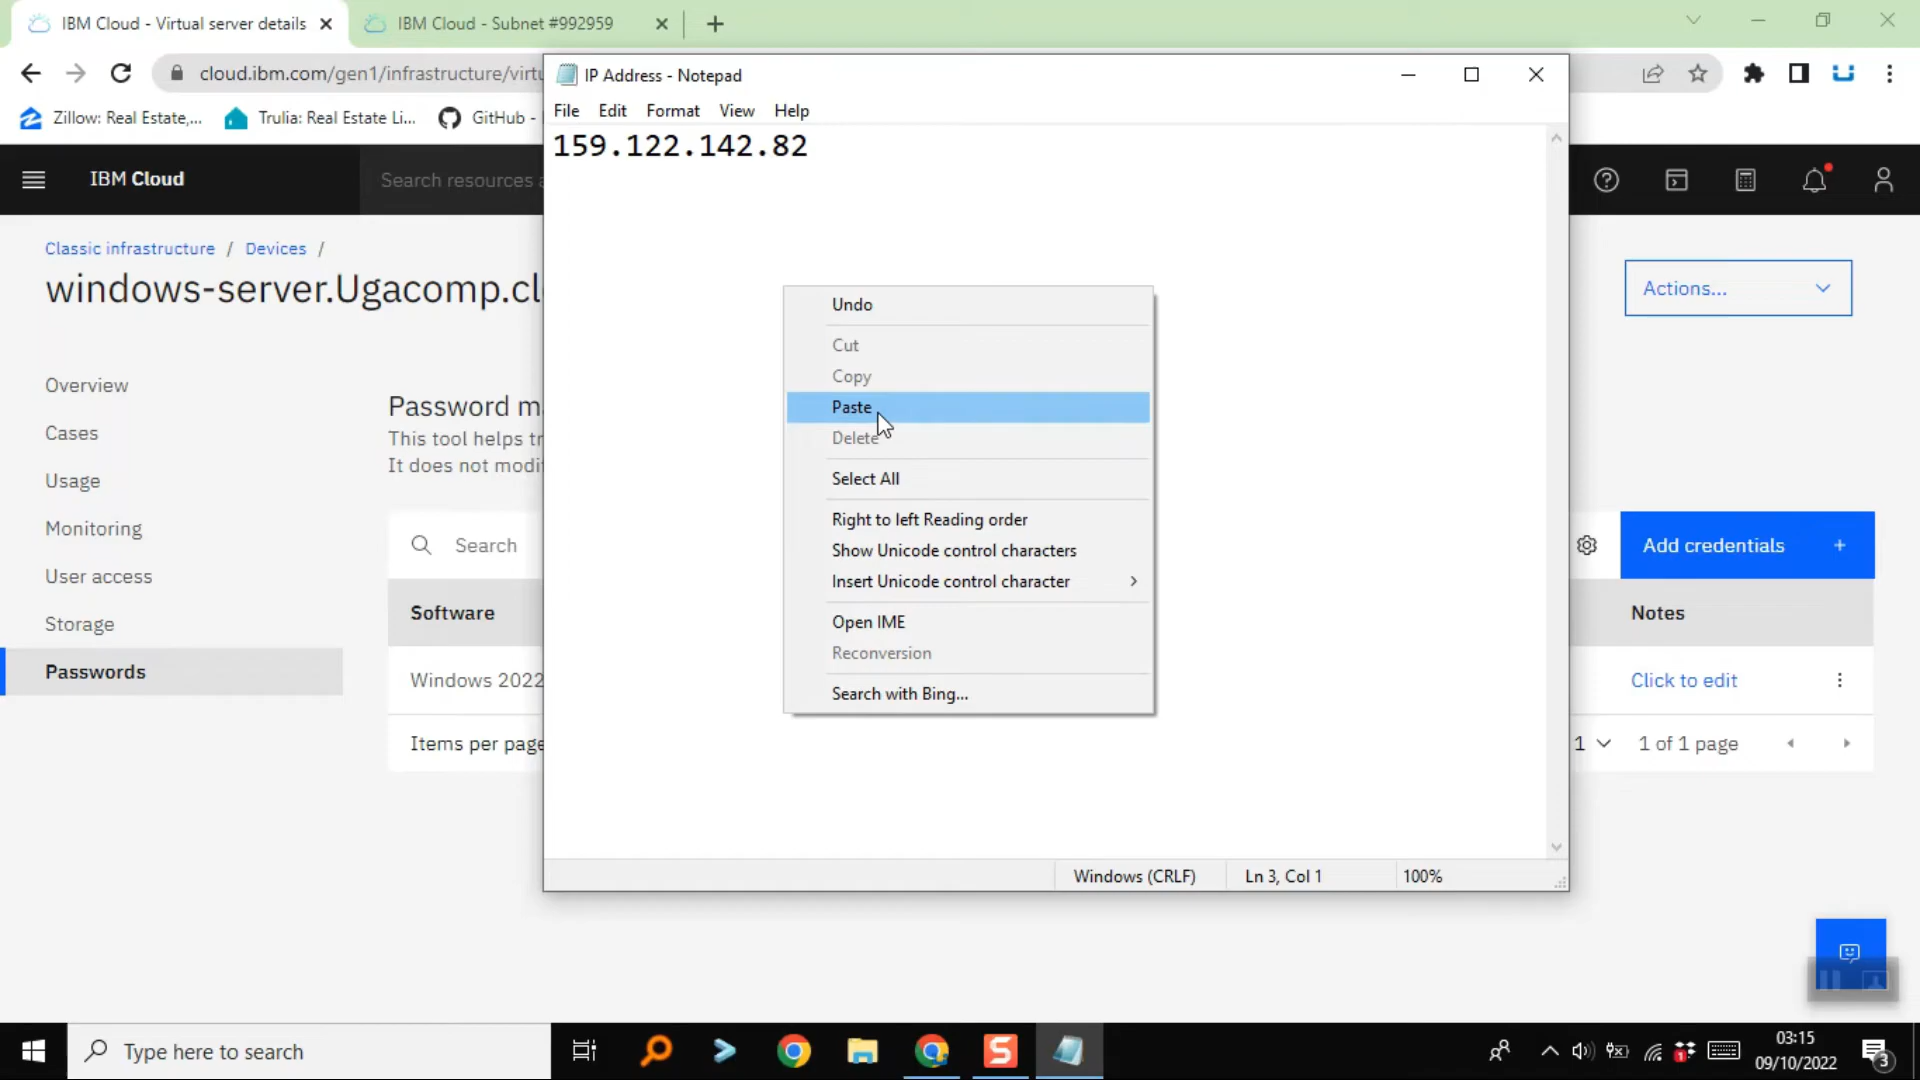 IBM Cloud - Virtual server details
IBM Cloud - Subnet #992959
cloud.ibm.com/gen1/infrastructure/virtu
Zillow: Real Estate,...
Trulia: Real Estate Li...
GitHub -
IP Address - Notepad
File Edit Format View Help
159.122.142.82
IBM Cloud
Search resources a
Classic infrastructure / Devices /
windows-server.Ugacomp.cl
Actions...
Overview
Cases
Usage
Monitoring
User access
Storage
Passwords
Password m
This tool helps tr
It does not modi
Search
Add credentials +
Software
Notes
Windows 2022
Click to edit
Items per page
1
1 of 1 page
Undo
Cut
Copy
Paste
Delete
Select All
Right to left Reading order
Show Unicode control characters
Insert Unicode control character
Open IME
Reconversion
Search with Bing...
Windows (CRLF)
Ln 3, Col 1
100%
Type here to search
1
03:15
09/10/2022
3